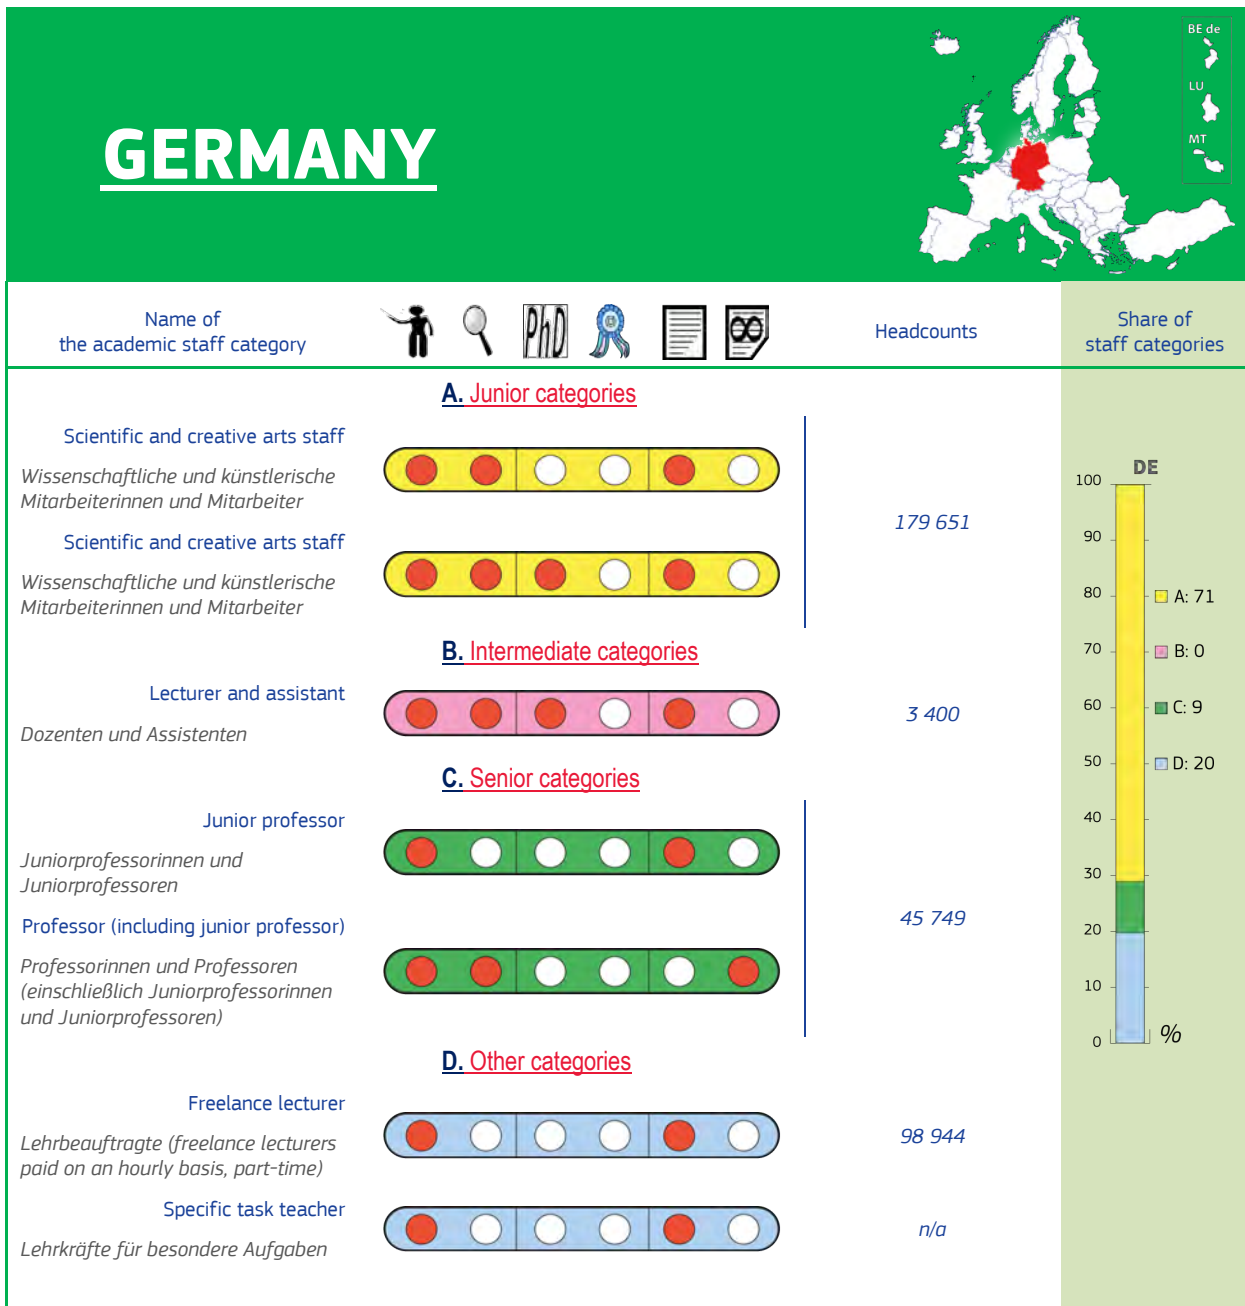 BE de
LU
MT
GERMANY
Name of
the academic staff category
PhD
∞
Headcounts
Share of
staff categories
A. Junior categories
Scientific and creative arts staff
Wissenschaftliche und künstlerische
Mitarbeiterinnen und Mitarbeiter
179 651
Scientific and creative arts staff
Wissenschaftliche und künstlerische
Mitarbeiterinnen und Mitarbeiter
B. Intermediate categories
Lecturer and assistant
Dozenten und Assistenten
3 400
C. Senior categories
Junior professor
Juniorprofessorinnen und
Juniorprofessoren
45 749
Professor (including junior professor)
Professorinnen und Professoren
(einschließlich Juniorprofessorinnen
und Juniorprofessoren)
D. Other categories
Freelance lecturer
Lehrbeauftragte (freelance lecturers
paid on an hourly basis, part-time)
98 944
Specific task teacher
Lehrkräfte für besondere Aufgaben
n/a
DE
100
90
80
70
60
50
40
30
20
10
0
%
A: 71
B: 0
C: 9
D: 20